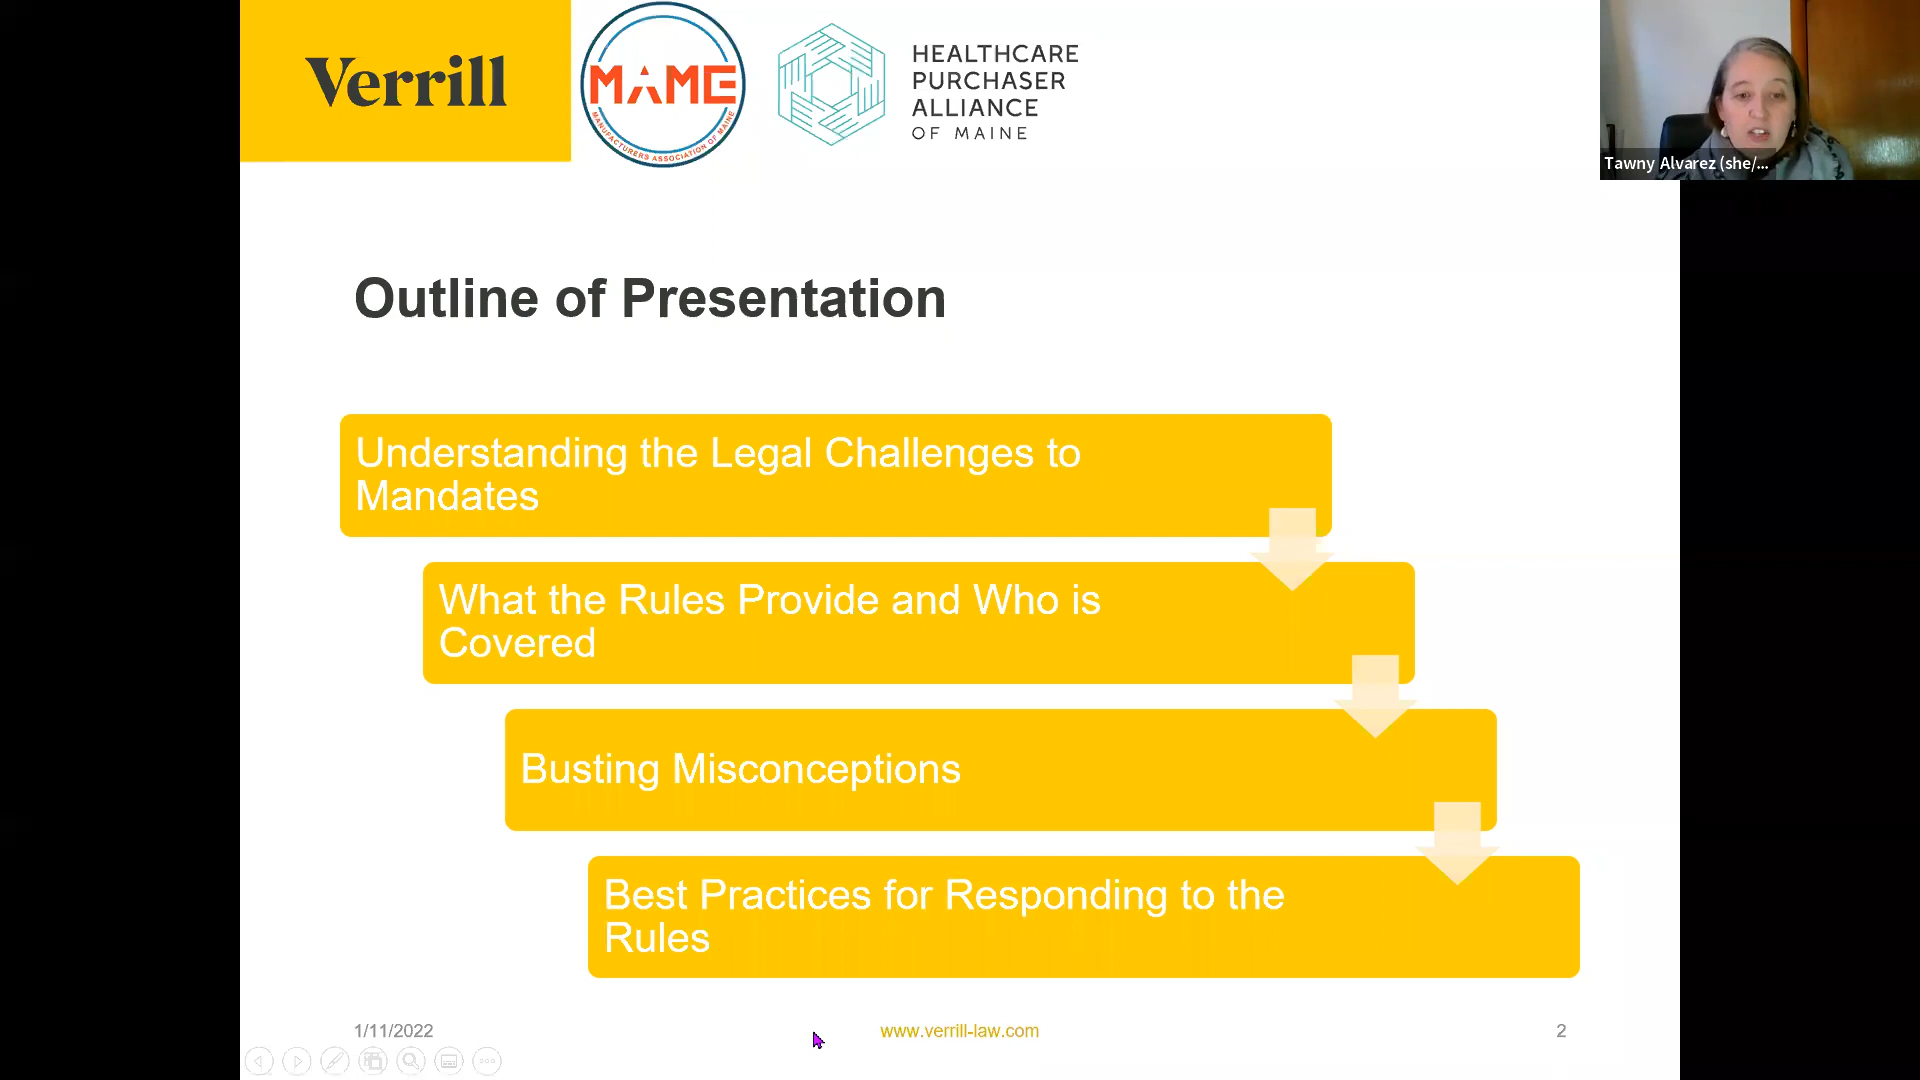 Verrill
MAME
MANUFACTURERS ASSOCIATION OF MAINE
HEALTHCARE
PURCHASER
ALLIANCE
OF MAINE
Tawny Alvarez (she/...
Outline of Presentation
Understanding the Legal Challenges to
Mandates
What the Rules Provide and Who is
Covered
Busting Misconceptions
Best Practices for Responding to the
Rules
1/11/2022
www.verrill-law.com
2